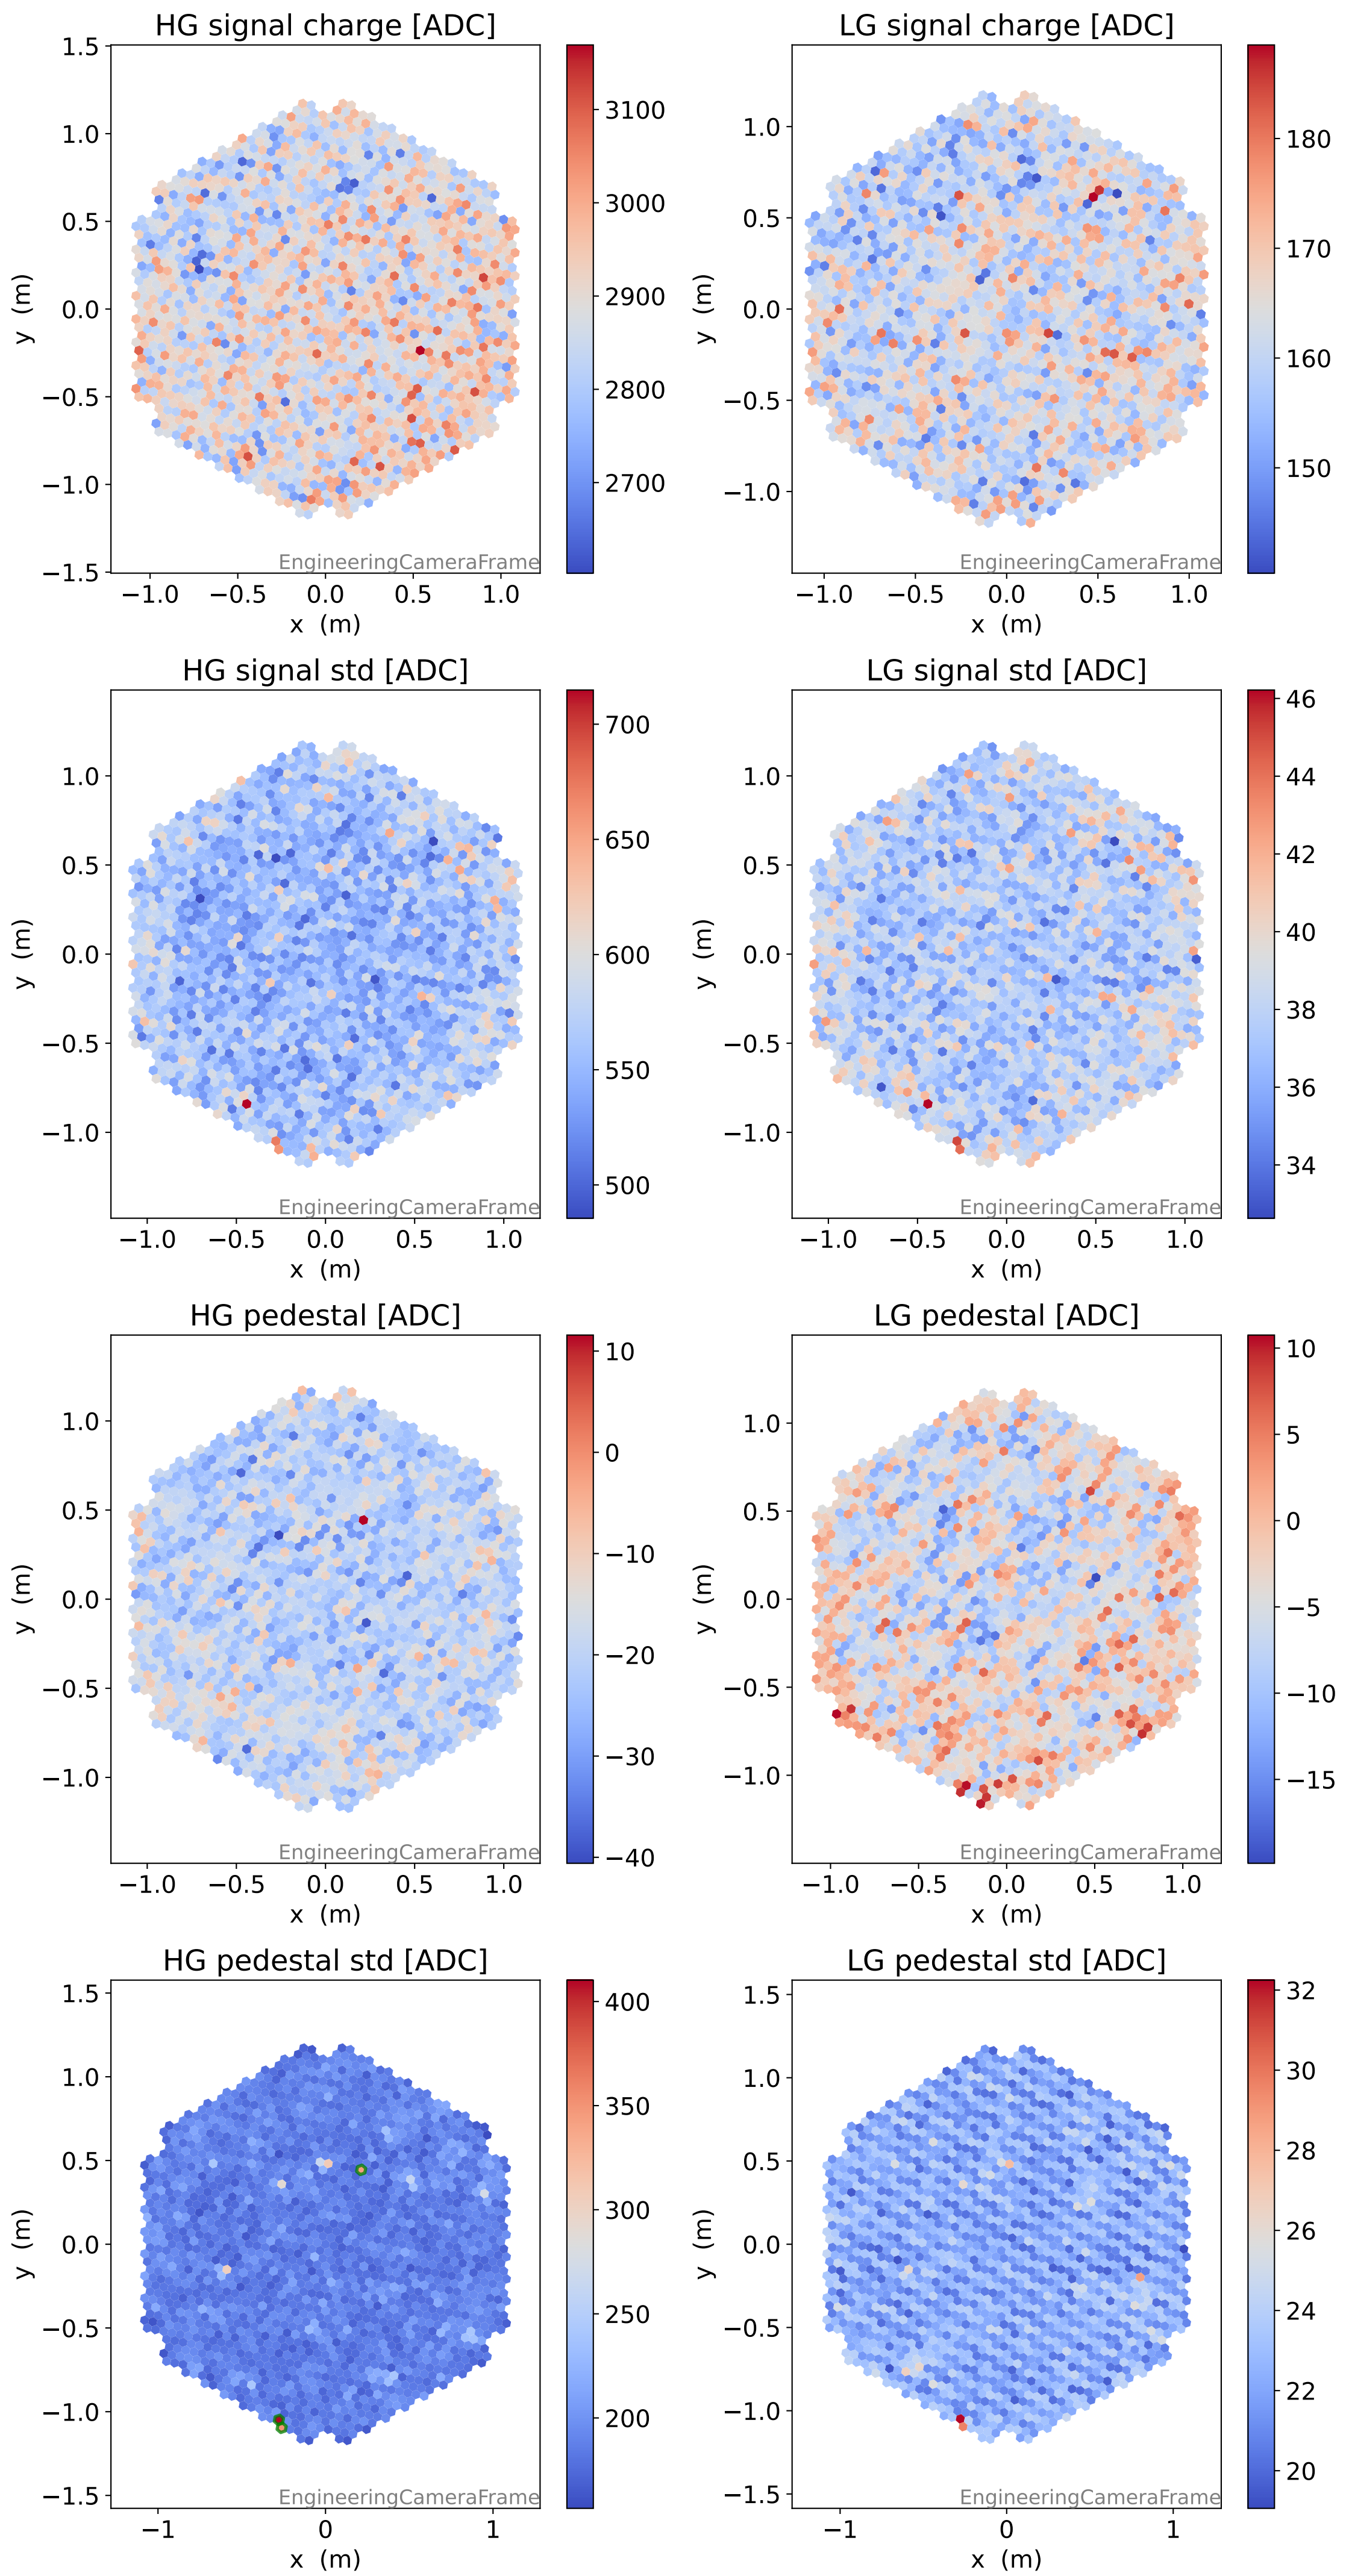 HG signal charge [ADC]
1.5
1.0
0.5
0.0
−0.5
−1.0
−1.5
y (m)
−1.0 −0.5 0.0 0.5 1.0
x (m)
EngineeringCameraFrame
3100
3000
2900
2800
2700
LG signal charge [ADC]
1.0
0.5
0.0
−0.5
−1.0
y (m)
−1.0 −0.5 0.0 0.5 1.0
x (m)
EngineeringCameraFrame
180
170
160
150
HG signal std [ADC]
1.0
0.5
0.0
−0.5
−1.0
y (m)
−1.0 −0.5 0.0 0.5 1.0
x (m)
EngineeringCameraFrame
700
650
600
550
500
LG signal std [ADC]
1.0
0.5
0.0
−0.5
−1.0
y (m)
−1.0 −0.5 0.0 0.5 1.0
x (m)
EngineeringCameraFrame
46
44
42
40
38
36
34
HG pedestal [ADC]
1.0
0.5
0.0
−0.5
−1.0
y (m)
−1.0 −0.5 0.0 0.5 1.0
x (m)
EngineeringCameraFrame
10
0
−10
−20
−30
−40
LG pedestal [ADC]
1.0
0.5
0.0
−0.5
−1.0
y (m)
−1.0 −0.5 0.0 0.5 1.0
x (m)
EngineeringCameraFrame
10
5
0
−5
−10
−15
HG pedestal std [ADC]
1.5
1.0
0.5
0.0
−0.5
−1.0
−1.5
y (m)
−1 0 1
x (m)
EngineeringCameraFrame
400
350
300
250
200
LG pedestal std [ADC]
1.5
1.0
0.5
0.0
−0.5
−1.0
−1.5
y (m)
−1 0 1
x (m)
EngineeringCameraFrame
32
30
28
26
24
22
20